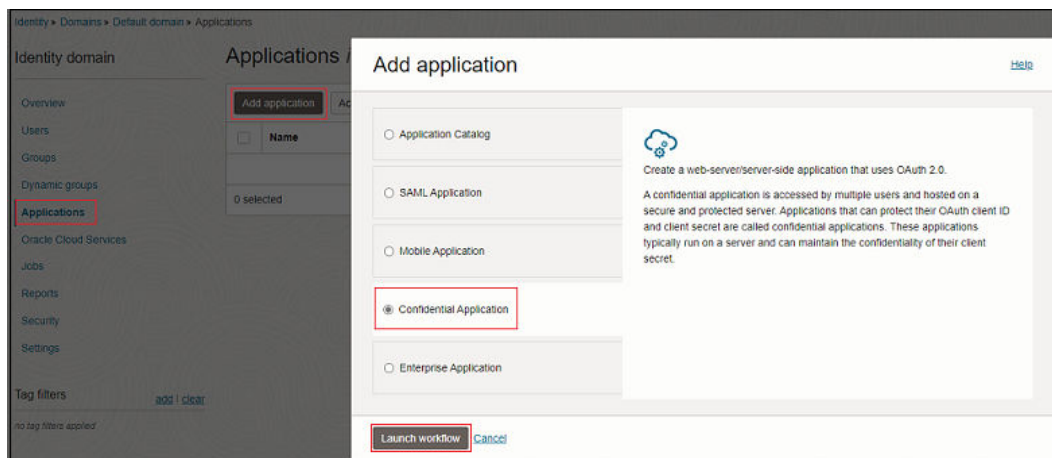 Identity » Domains » Default domain » Applications
Identity domain
Overview
Users
Groups
Dynamic groups
Applications
Oracle Cloud Services
Jobs
Reports
Security
Settings
Tag filters
add | clear
no tag filters applied
Applications
Add application
Name
0 selected
Add application
Help
Application Catalog
SAML Application
Mobile Application
Confidential Application
Enterprise Application
Create a web-server/server-side application that uses OAuth 2.0.
A confidential application is accessed by multiple users and hosted on a
secure and protected server. Applications that can protect their OAuth client ID
and client secret are called confidential applications. These applications
typically run on a server and can maintain the confidentiality of their client
secret.
Launch workflow
Cancel